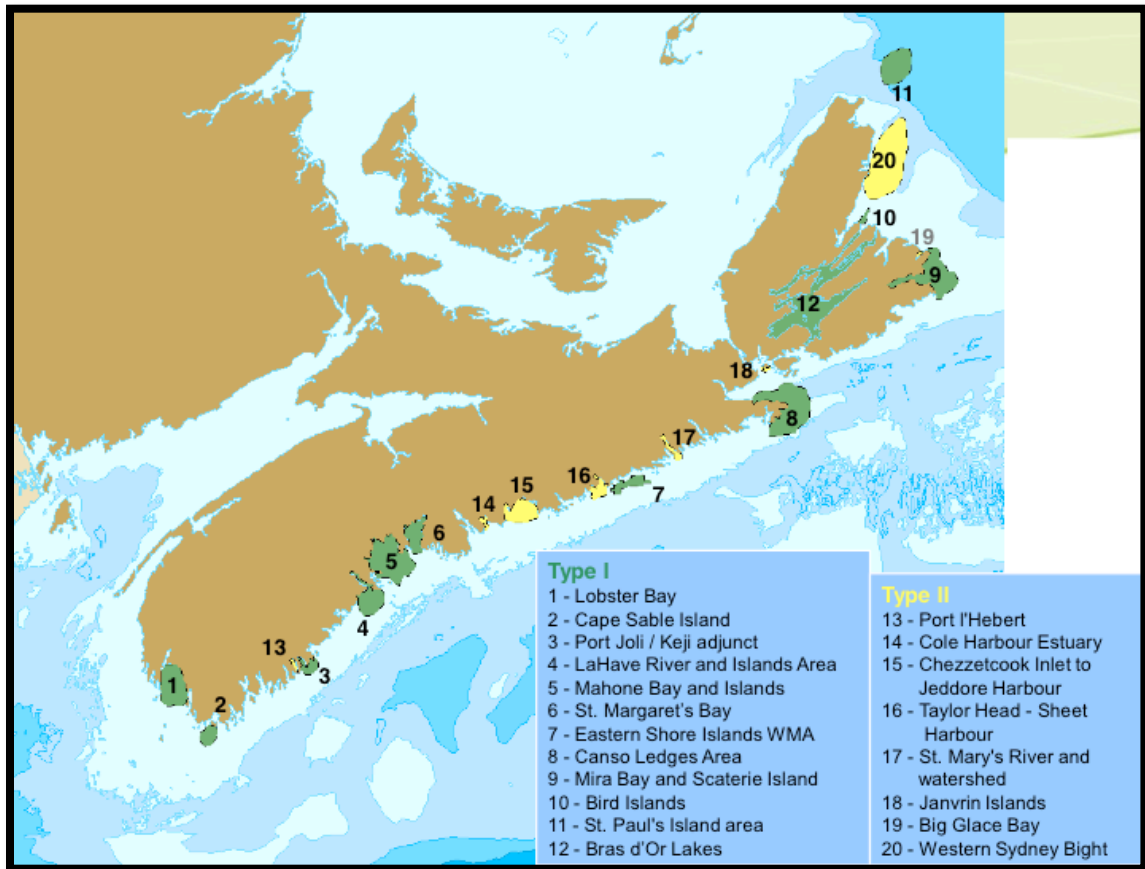 11
20
10
19
9
12
18
8
17
16
7
15
14
6
5
4
13
3
1
2
Type I
1 - Lobster Bay
2 - Cape Sable Island
3 - Port Joli / Keji adjunct
4 - LaHave River and Islands Area
5 - Mahone Bay and Islands
6 - St. Margaret's Bay
7 - Eastern Shore Islands WMA
8 - Canso Ledges Area
9 - Mira Bay and Scaterie Island
10 - Bird Islands
11 - St. Paul's Island area
12 - Bras d'Or Lakes
Type II
13 - Port l'Hebert
14 - Cole Harbour Estuary
15 - Chezzetcook Inlet to
Jeddore Harbour
16 - Taylor Head - Sheet
Harbour
17 - St. Mary's River and
watershed
18 - Janvrin Islands
19 - Big Glace Bay
20 - Western Sydney Bight